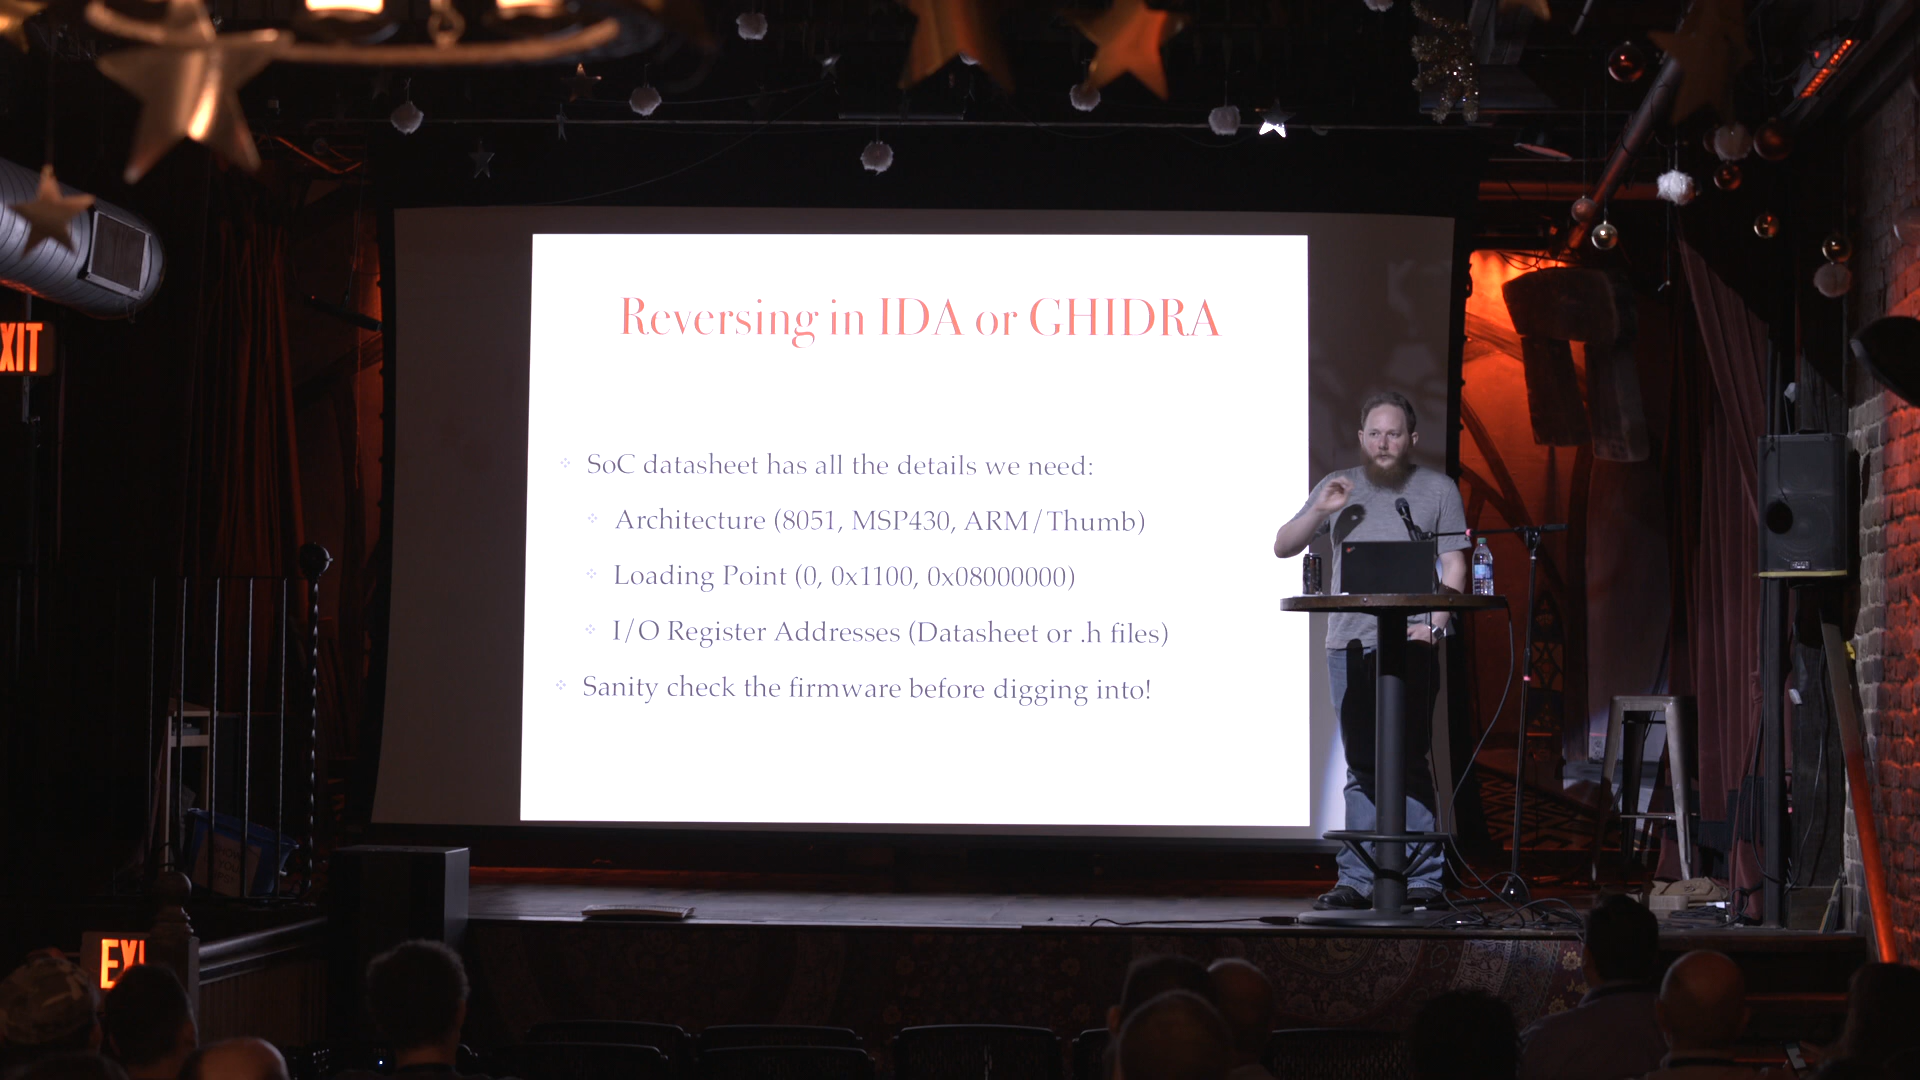 Reversing in IDA or GHIDRA
XIT
SoC datasheet has all the details we need:
Architecture (8051, MSP430, ARM/Thumb)
Loading Point (0, 0x1100, 0x08000000)
I/O Register Addresses (Datasheet or .h files)
Sanity check the firmware before digging into!
EXI